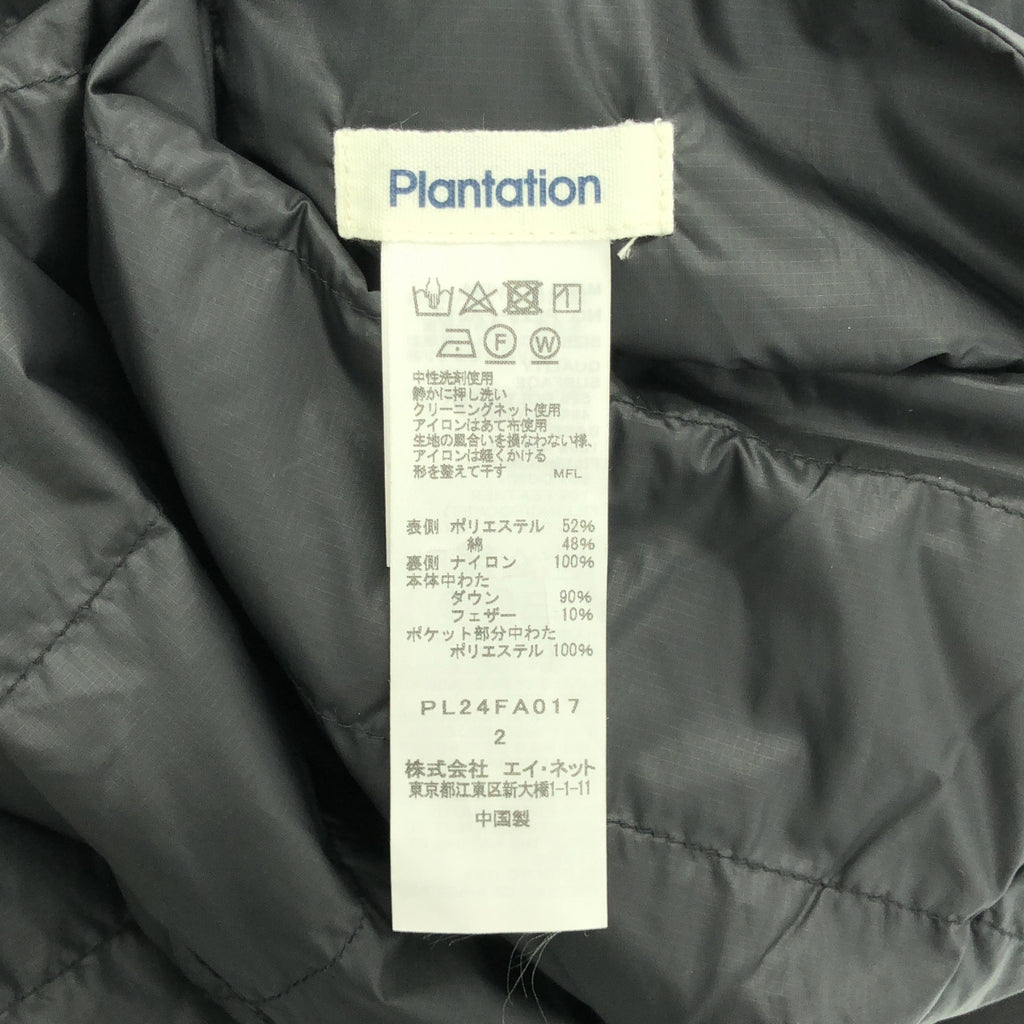 Plantation
F W
中性洗剤使用
静かに押し洗い
クリーニングネット使用
アイロンはあて布使用
生地の風合いを損なわない様、
アイロンは軽くかける
形を整えて干す MFL
表側 ポリエステル 52%
綿 48%
裏側 ナイロン 100%
本体中わた
ダウン 90%
フェザー 10%
ポケット部分中わた
ポリエステル 100%
PL24FA017
2
株式会社 エイ・ネット
東京都江東区新大橋1-1-11
中国製